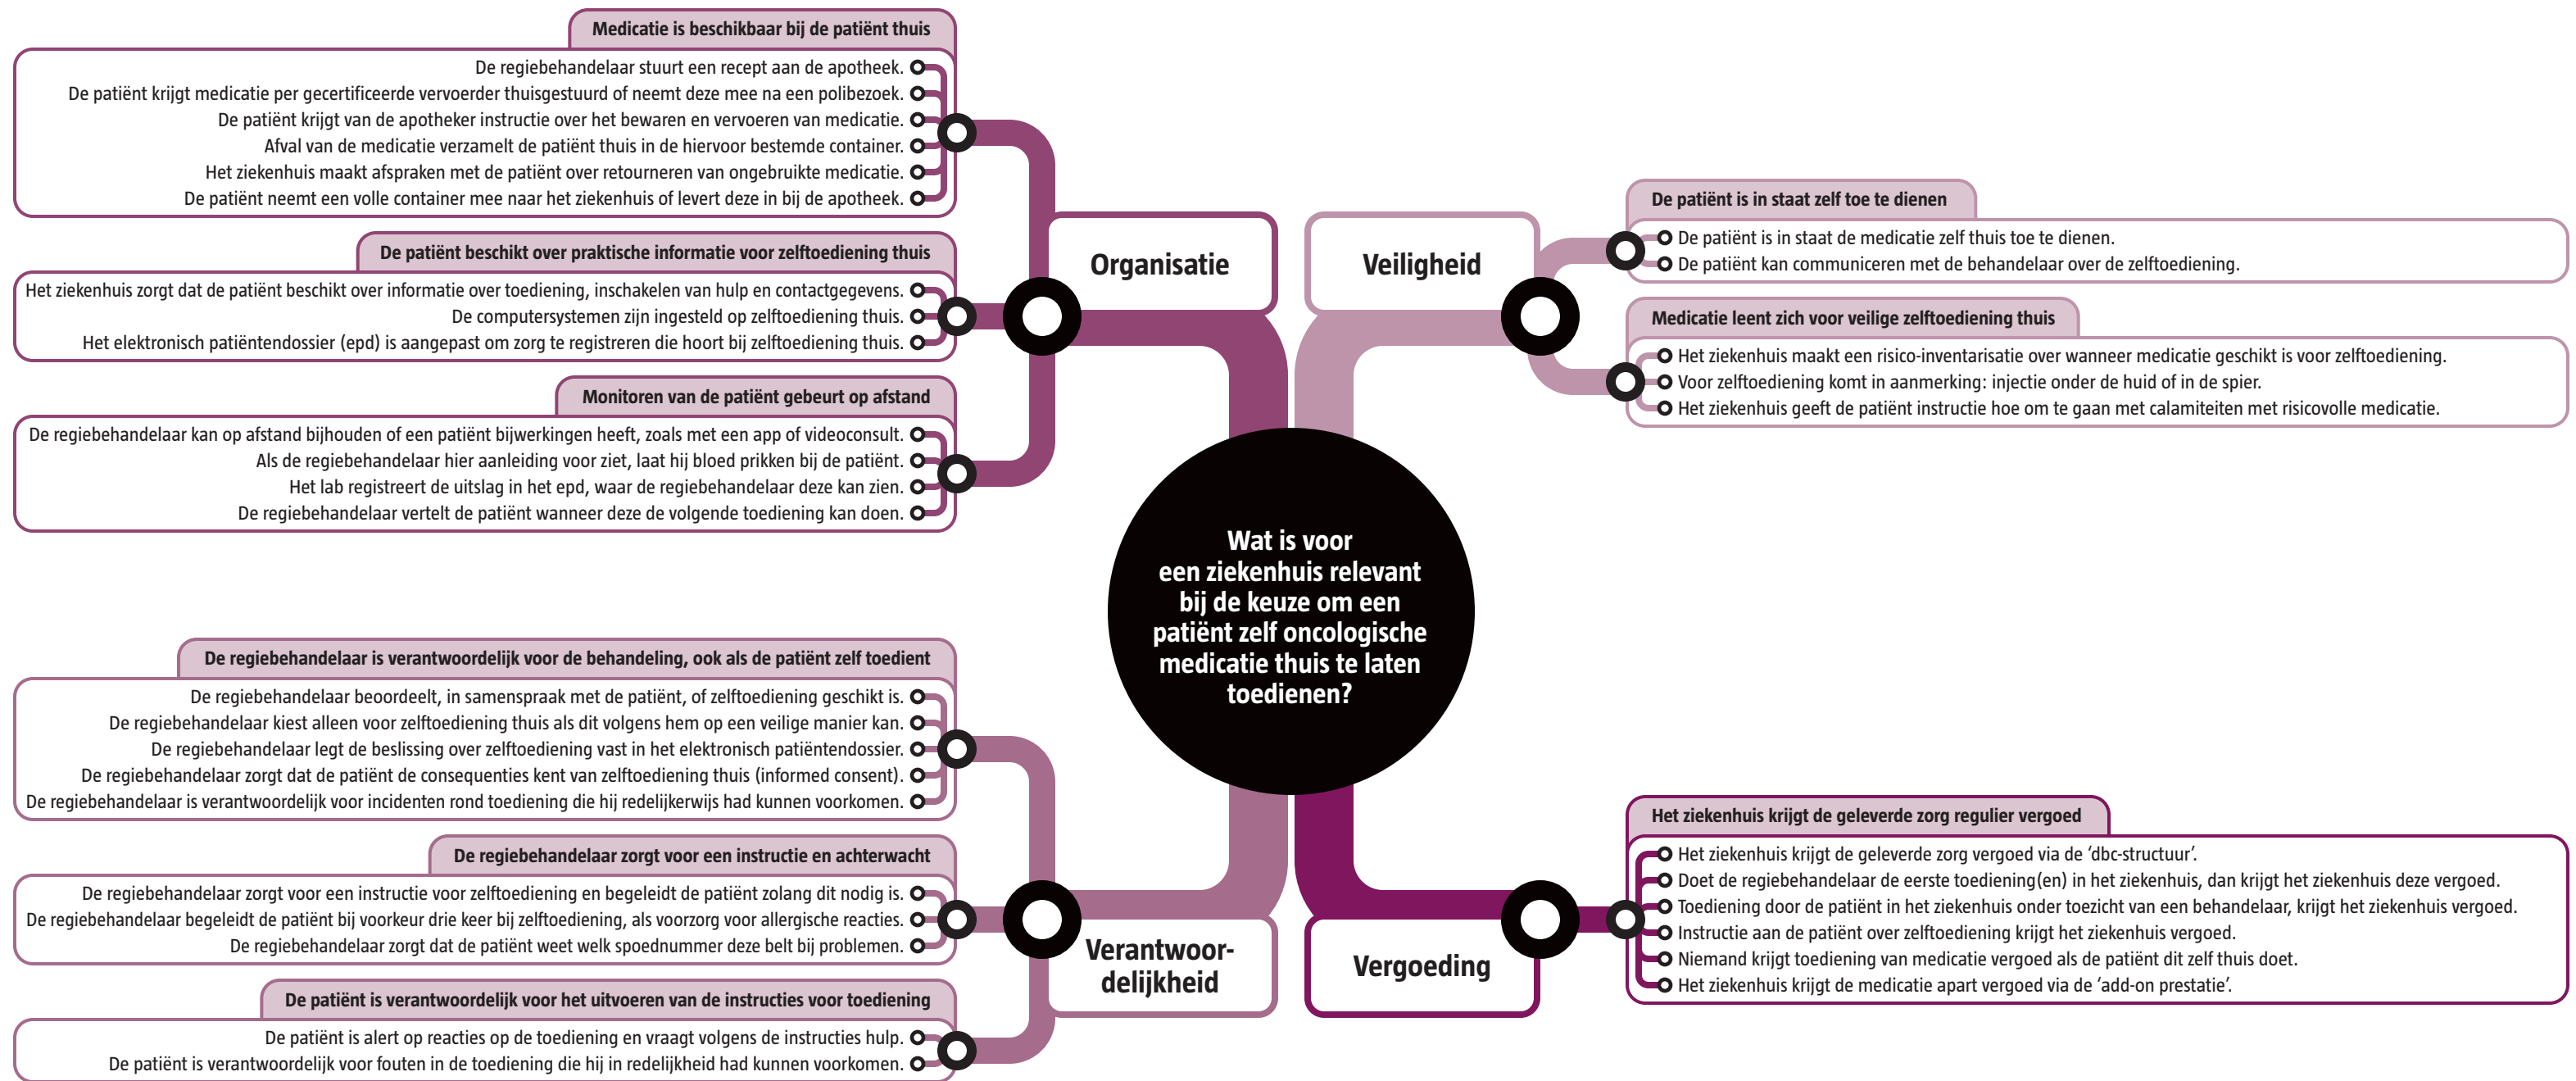 Medicatie is beschikbaar bij de patiënt thuis
De regiebehandelaar stuurt een recept aan de apotheek.
De patiënt krijgt medicatie per gecertificeerde vervoerder thuisgestuurd of neemt deze mee na een polibezoek.
De patiënt krijgt van de apotheker instructie over het bewaren en vervoeren van medicatie.
Afval van de medicatie verzamelt de patiënt thuis in de hiervoor bestemde container.
Het ziekenhuis maakt afspraken met de patiënt over retourneren van ongebruikte medicatie.
De patiënt neemt een volle container mee naar het ziekenhuis of levert deze in bij de apotheek.
De patiënt beschikt over praktische informatie voor zelftoediening thuis
Het ziekenhuis zorgt dat de patiënt beschikt over informatie over toediening, inschakelen van hulp en contactgegevens.
De computersystemen zijn ingesteld op zelftoediening thuis.
Het elektronisch patiëntendossier (epd) is aangepast om zorg te registreren die hoort bij zelftoediening thuis.
Monitoren van de patiënt gebeurt op afstand
De regiebehandelaar kan op afstand bijhouden of een patiënt bijwerkingen heeft, zoals met een app of videoconsult.
Als de regiebehandelaar hier aanleiding voor ziet, laat hij bloed prikken bij de patiënt.
Het lab registreert de uitslag in het epd, waar de regiebehandelaar deze kan zien.
De regiebehandelaar vertelt de patiënt wanneer deze de volgende toediening kan doen.
Organisatie
Veiligheid
De patiënt is in staat zelf toe te dienen
De patiënt is in staat de medicatie zelf thuis toe te dienen.
De patiënt kan communiceren met de behandelaar over de zelftoediening.
Medicatie leent zich voor veilige zelftoediening thuis
Het ziekenhuis maakt een risico-inventarisatie over wanneer medicatie geschikt is voor zelftoediening.
Voor zelftoediening komt in aanmerking: injectie onder de huid of in de spier.
Het ziekenhuis geeft de patiënt instructie hoe om te gaan met calamiteiten met risicovolle medicatie.
Wat is voor
een ziekenhuis relevant
bij de keuze om een
patiënt zelf oncologische
medicatie thuis te laten
toedienen?
De regiebehandelaar is verantwoordelijk voor de behandeling, ook als de patiënt zelf toedient
De regiebehandelaar beoordeelt, in samenspraak met de patiënt, of zelftoediening geschikt is.
De regiebehandelaar kiest alleen voor zelftoediening thuis als dit volgens hem op een veilige manier kan.
De regiebehandelaar legt de beslissing over zelftoediening vast in het elektronisch patiëntendossier.
De regiebehandelaar zorgt dat de patiënt de consequenties kent van zelftoediening thuis (informed consent).
De regiebehandelaar is verantwoordelijk voor incidenten rond toediening die hij redelijkerwijs had kunnen voorkomen.
De regiebehandelaar zorgt voor een instructie en achterwacht
De regiebehandelaar zorgt voor een instructie voor zelftoediening en begeleidt de patiënt zolang dit nodig is.
De regiebehandelaar begeleidt de patiënt bij voorkeur drie keer bij zelftoediening, als voorzorg voor allergische reacties.
De regiebehandelaar zorgt dat de patiënt weet welk spoednummer deze belt bij problemen.
De patiënt is verantwoordelijk voor het uitvoeren van de instructies voor toediening
De patiënt is alert op reacties op de toediening en vraagt volgens de instructies hulp.
De patiënt is verantwoordelijk voor fouten in de toediening die hij in redelijkheid had kunnen voorkomen.
Verantwoor-
delijkheid
Vergoeding
Het ziekenhuis krijgt de geleverde zorg regulier vergoed
Het ziekenhuis krijgt de geleverde zorg vergoed via de ‘dbc-structuur’.
Doet de regiebehandelaar de eerste toediening(en) in het ziekenhuis, dan krijgt het ziekenhuis deze vergoed.
Toediening door de patiënt in het ziekenhuis onder toezicht van een behandelaar, krijgt het ziekenhuis vergoed.
Instructie aan de patiënt over zelftoediening krijgt het ziekenhuis vergoed.
Niemand krijgt toediening van medicatie vergoed als de patiënt dit zelf thuis doet.
Het ziekenhuis krijgt de medicatie apart vergoed via de ‘add-on prestatie’.